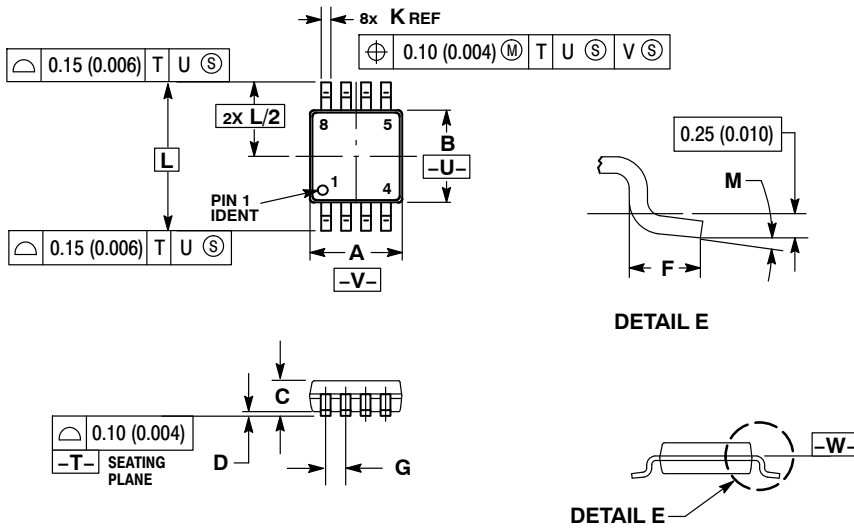 8x K REF
⌖ 0.10 (0.004) Ⓜ T U Ⓢ V Ⓢ
⌓ 0.15 (0.006) T U Ⓢ
2X L/2
L
8 5
B
–U–
PIN 1
IDENT
1 4
⌓ 0.15 (0.006) T U Ⓢ
A
–V–
0.25 (0.010)
M
F
DETAIL E
C
⌓ 0.10 (0.004)
–T– SEATING
PLANE
D
G
–W–
DETAIL E